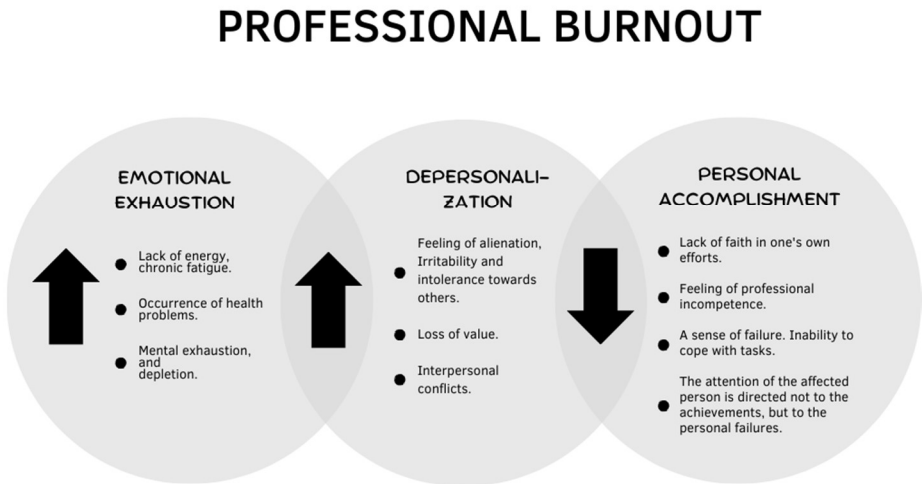 PROFESSIONAL BURNOUT
EMOTIONAL
EXHAUSTION
Lack of energy,
chronic fatigue.
Occurrence of health
problems.
Mental exhaustion,
and
depletion.
DEPERSONALI-
ZATION
Feeling of alienation,
Irritability and
intolerance towards
others.
Loss of value.
Interpersonal
conflicts.
PERSONAL
ACCOMPLISHMENT
Lack of faith in one's own
efforts.
Feeling of professional
incompetence.
A sense of failure. Inability to
cope with tasks.
The attention of the affected
person is directed not to the
achievements, but to the
personal failures.